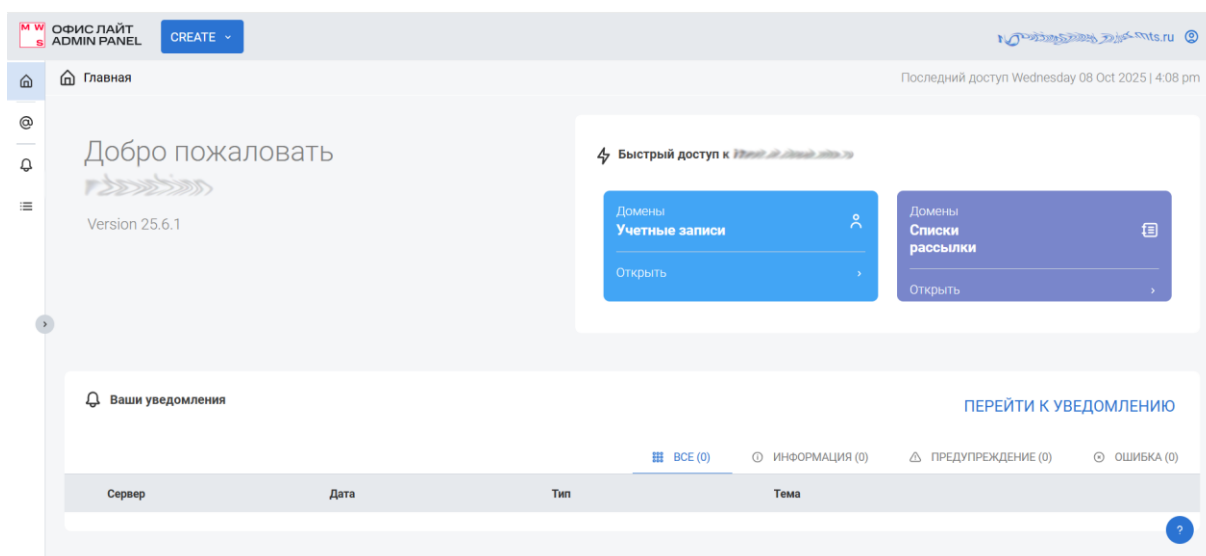 M W S
ОФИС ЛАЙТ
ADMIN PANEL
CREATE
mts.ru
Главная
Последний доступ Wednesday 08 Oct 2025 | 4:08 pm
Добро пожаловать
Version 25.6.1
Быстрый доступ к
Домены
Учетные записи
Открыть
Домены
Списки
рассылки
Открыть
Ваши уведомления
ПЕРЕЙТИ К УВЕДОМЛЕНИЮ
ВСЕ (0)
ИНФОРМАЦИЯ (0)
ПРЕДУПРЕЖДЕНИЕ (0)
ОШИБКА (0)
Сервер Дата Тип Тема
?